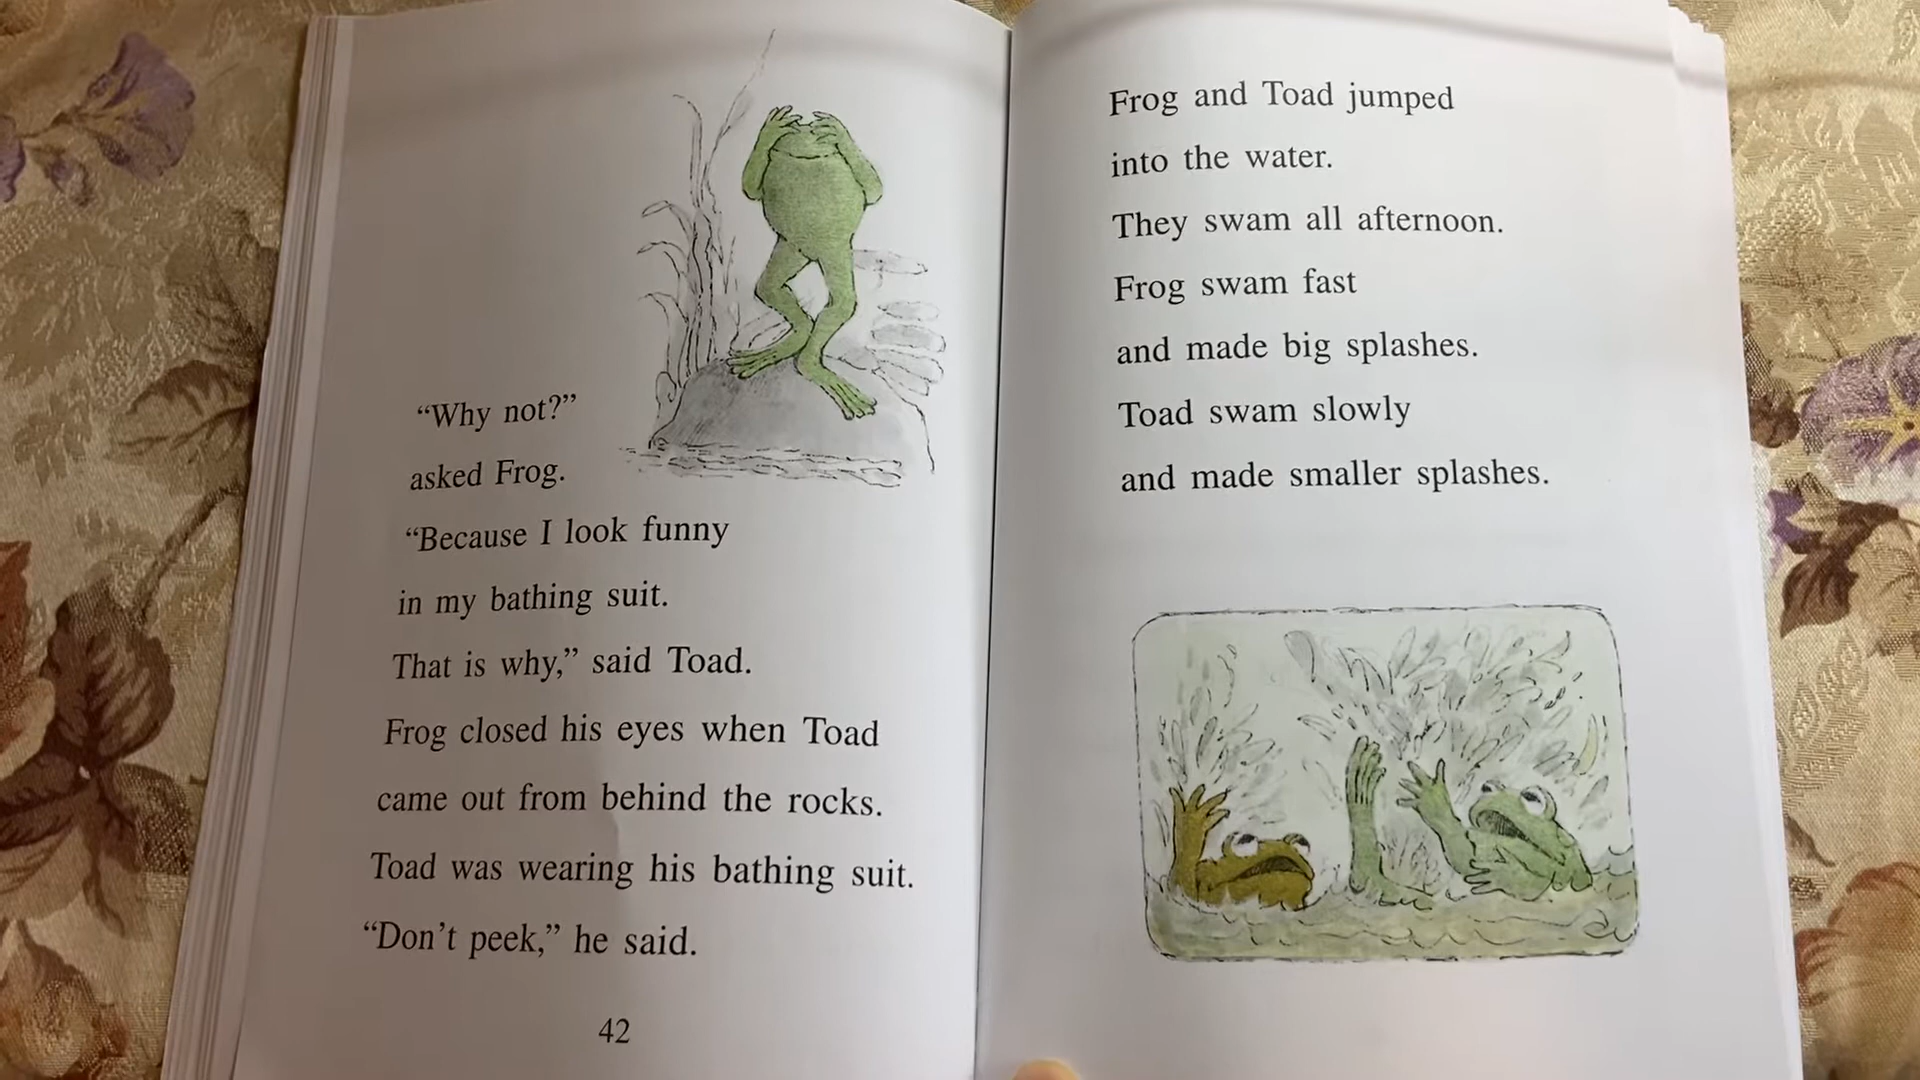 “Why not?”
asked Frog.
“Because I look funny
in my bathing suit.
That is why,” said Toad.
Frog closed his eyes when Toad
came out from behind the rocks.
Toad was wearing his bathing suit.
“Don’t peek,” he said.
42
Frog and Toad jumped
into the water.
They swam all afternoon.
Frog swam fast
and made big splashes.
Toad swam slowly
and made smaller splashes.